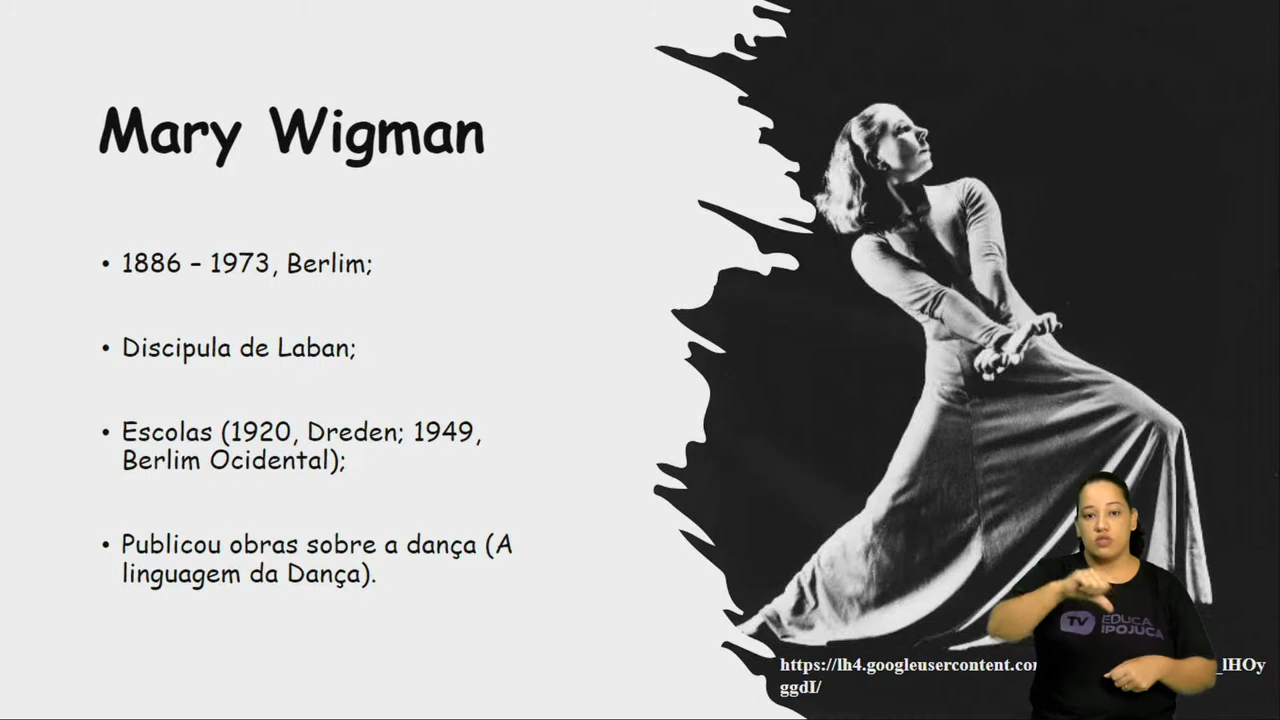 Mary Wigman
• 1886 – 1973, Berlim;
• Discipula de Laban;
• Escolas (1920, Dreden; 1949,
Berlim Ocidental);
• Publicou obras sobre a dança (A
linguagem da Dança).
TV EDUCA
IPOJUCA
https://lh4.googleusercontent.co
_lHOy
ggdI/